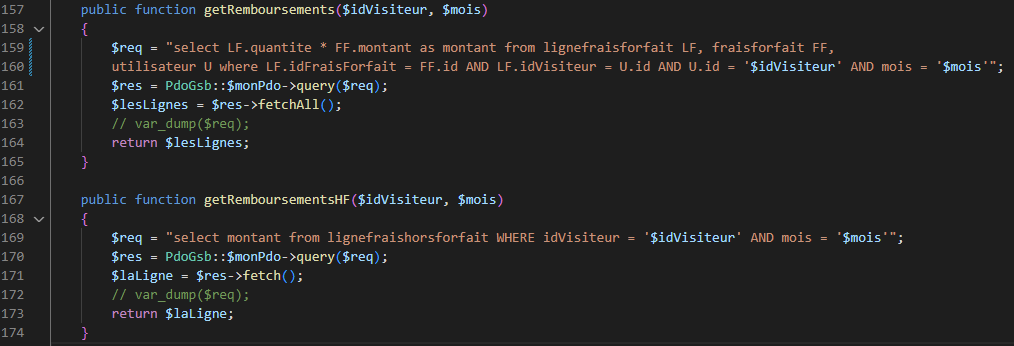 157 public function getRemboursements($idVisiteur, $mois)
158 {
159 $req = "select LF.quantite * FF.montant as montant from lignefraisforfait LF, fraisforfait FF,
160 utilisateur U where LF.idFraisForfait = FF.id AND LF.idVisiteur = U.id AND U.id = '$idVisiteur' AND mois = '$mois'";
161 $res = PdoGsb::$monPdo->query($req);
162 $lesLignes = $res->fetchAll();
163 // var_dump($req);
164 return $lesLignes;
165 }
166
167 public function getRemboursementsHF($idVisiteur, $mois)
168 {
169 $req = "select montant from lignefraishorsforfait WHERE idVisiteur = '$idVisiteur' AND mois = '$mois'";
170 $res = PdoGsb::$monPdo->query($req);
171 $laLigne = $res->fetch();
172 // var_dump($req);
173 return $laLigne;
174 }